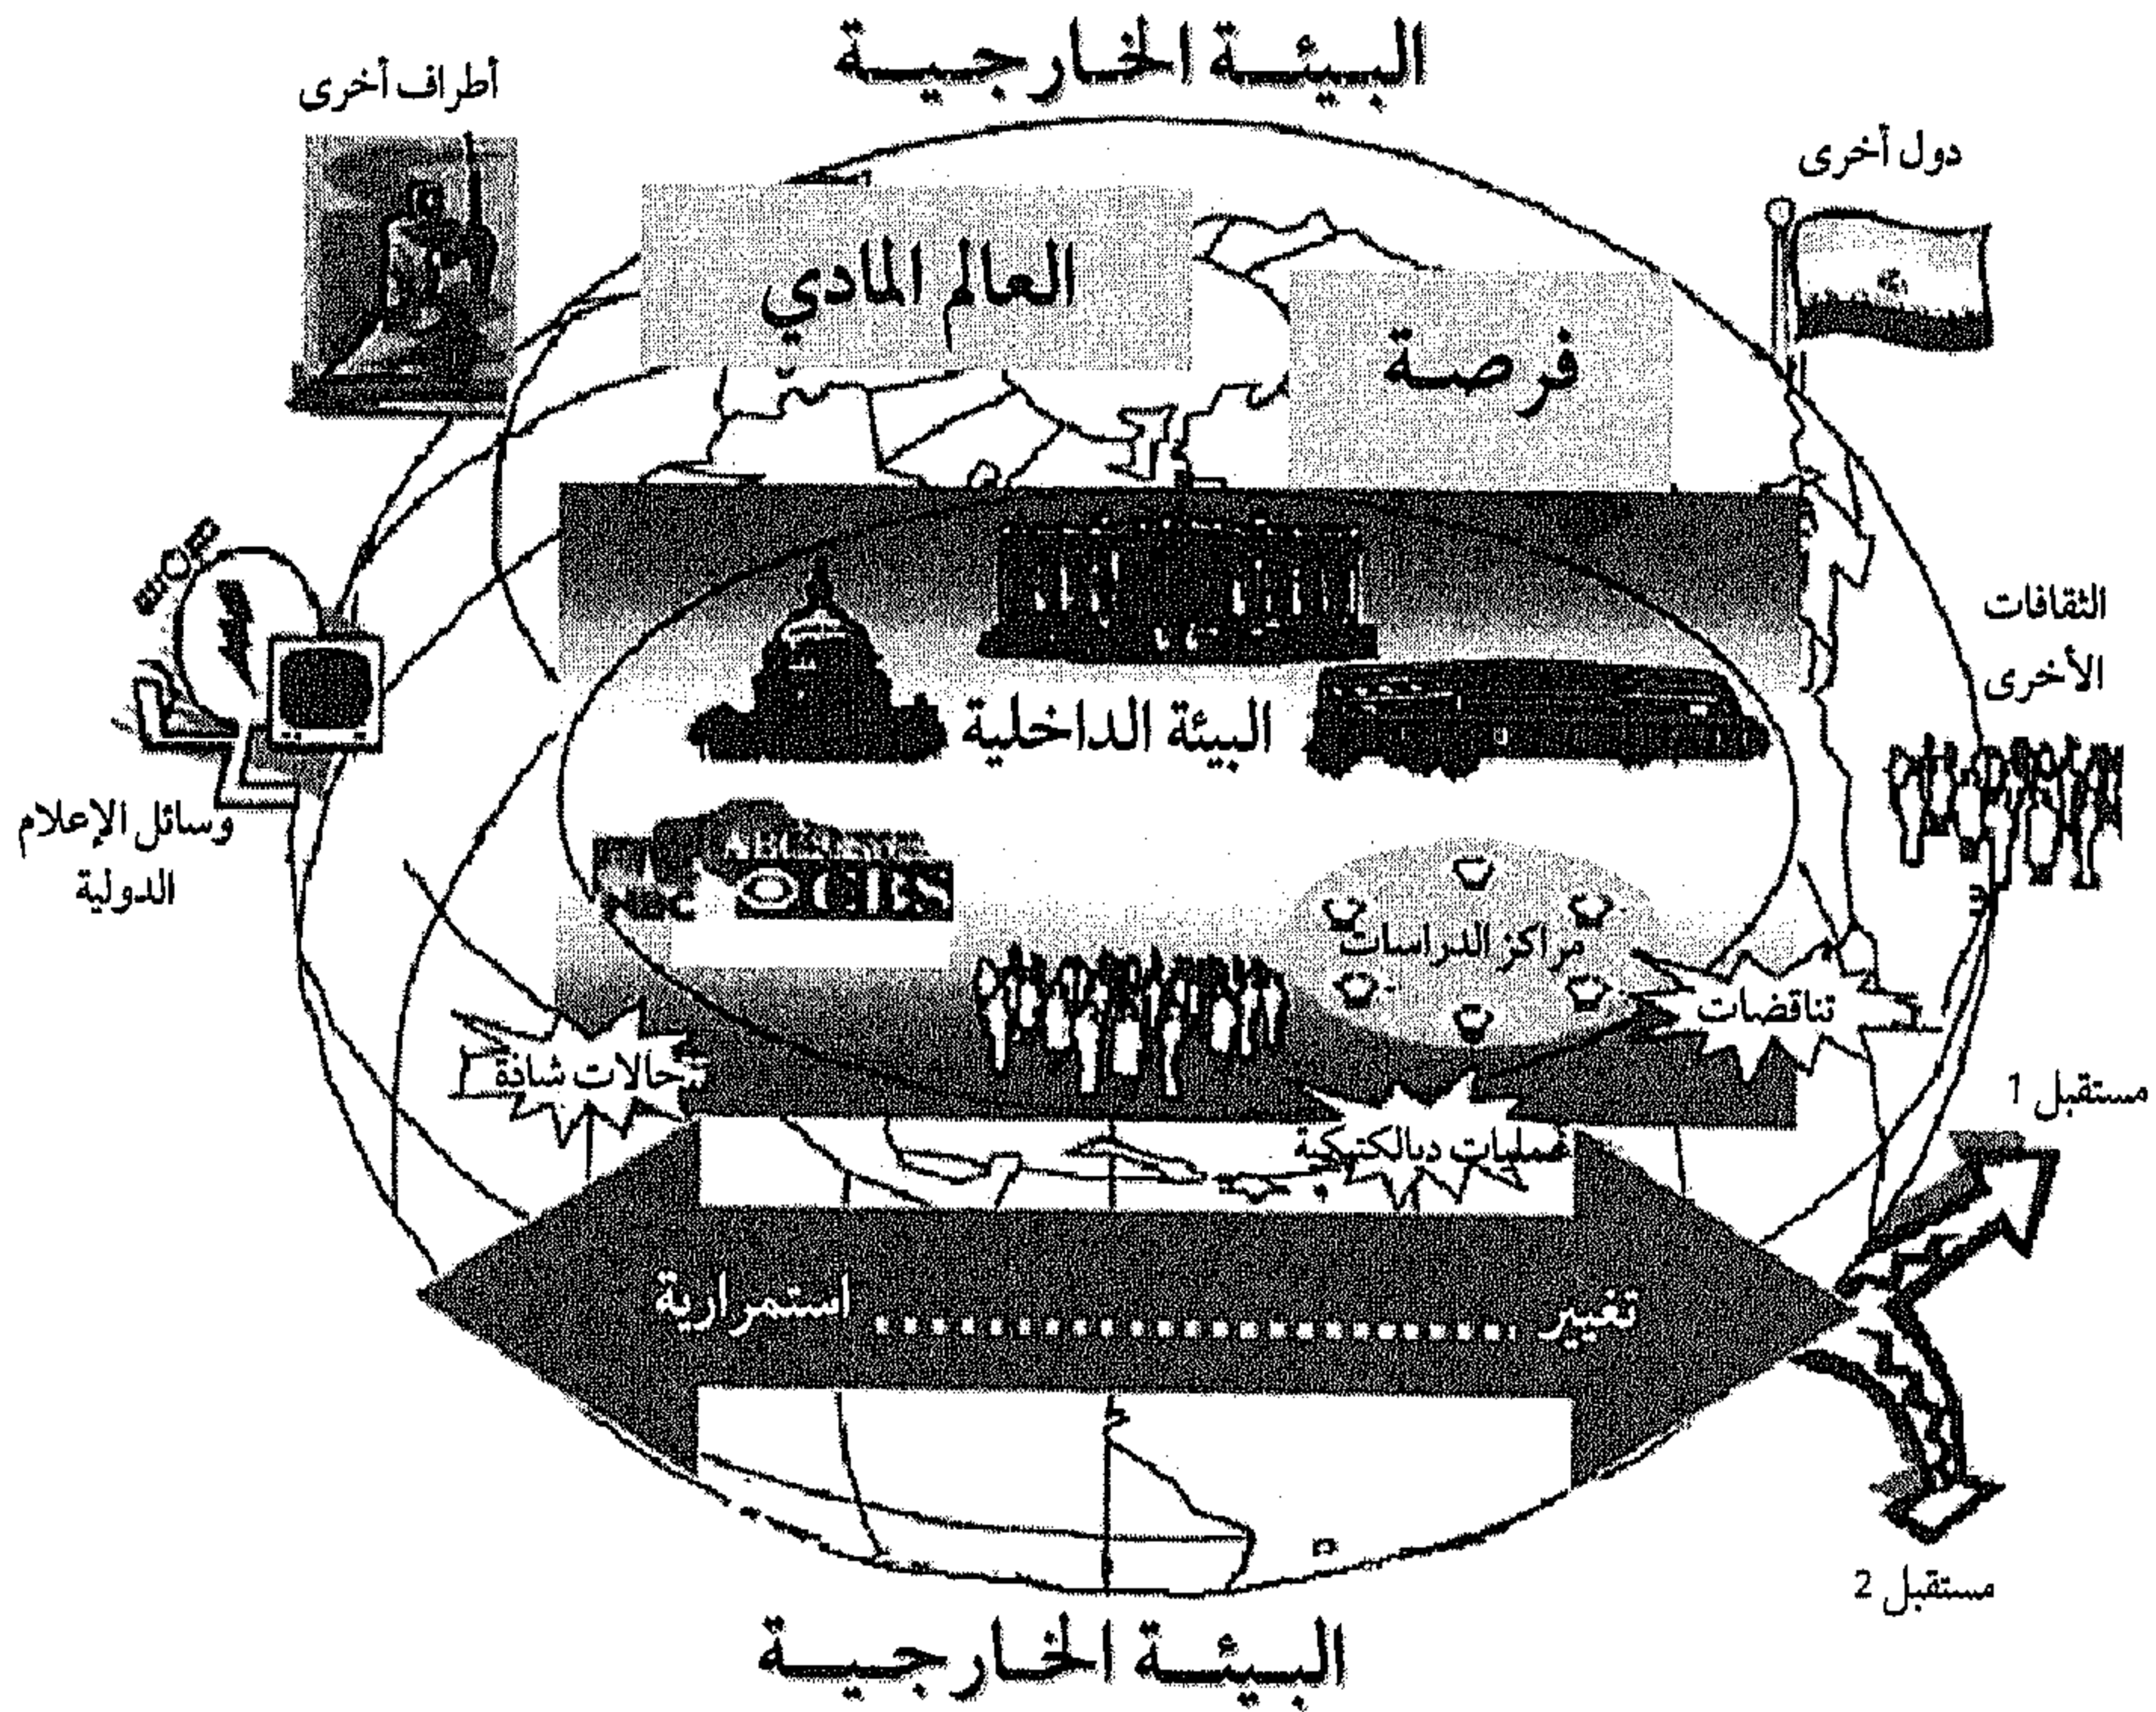 البيئة الخارجية
أطراف أخرى
دول أخرى
العالم المادي
فرصة
الثقافات
الأخرى
البيئة الداخلية
وسائل الإعلام
الدولية
ABC
CBS
مراكز الدراسات
تناقضات
حالات شاذة
عمليات ديالكتيكية
مستقبل 1
تغيير
استمرارية
مستقبل 2
البيئة الخارجية